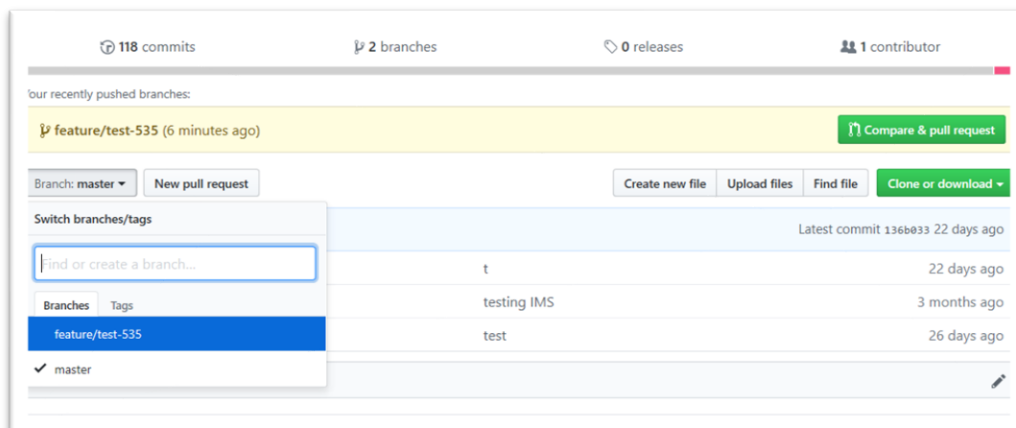 118 commits
2 branches
0 releases
1 contributor
our recently pushed branches:
feature/test-535 (6 minutes ago)
Compare & pull request
Branch: master
New pull request
Create new file
Upload files
Find file
Clone or download
Switch branches/tags
Latest commit 136b033 22 days ago
Find or create a branch...
t
22 days ago
Branches
Tags
testing IMS
3 months ago
feature/test-535
test
26 days ago
master